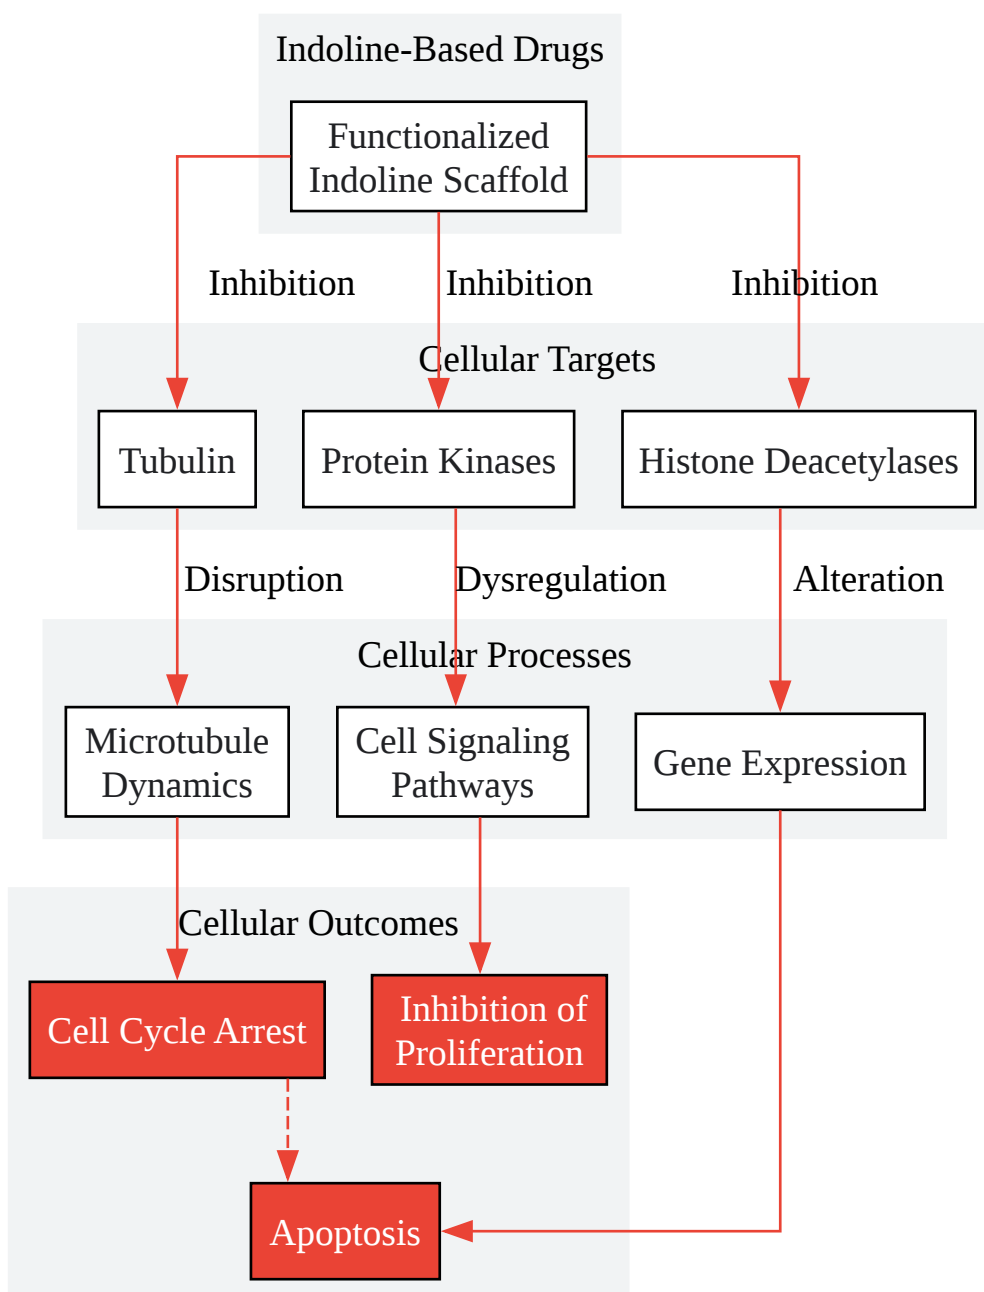 Indoline-Based Drugs
Functionalized
Indoline Scaffold
Inhibition
Inhibition
Inhibition
Cellular Targets
Tubulin
Protein Kinases
Histone Deacetylases
Disruption
Dysregulation
Alteration
Cellular Processes
Microtubule
Dynamics
Cell Signaling
Pathways
Gene Expression
Cellular Outcomes
Cell Cycle Arrest
Inhibition of
Proliferation
Apoptosis